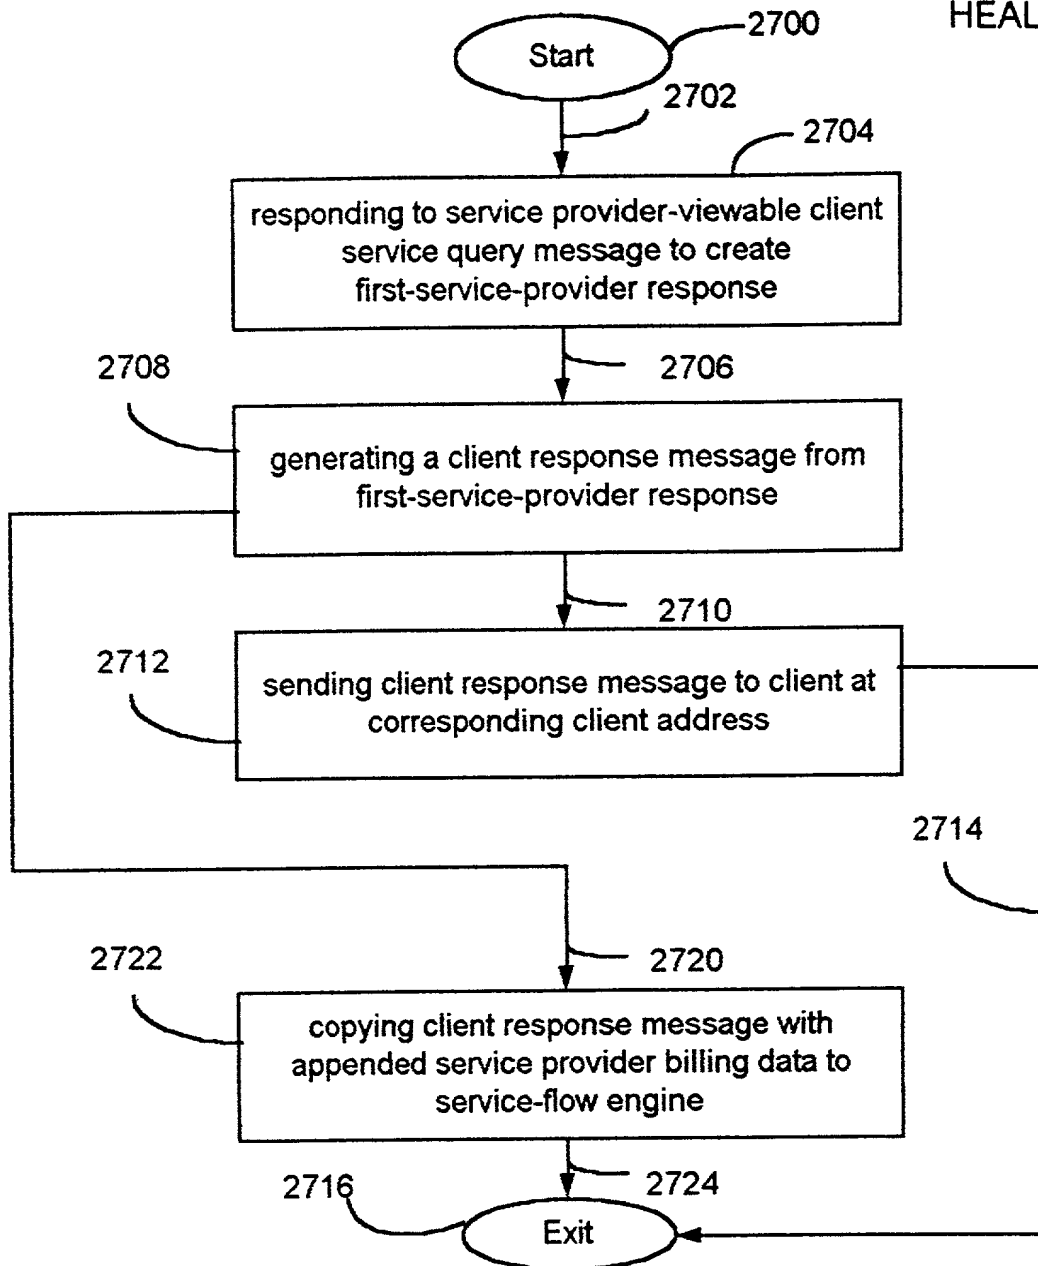 HEAL
Start
2700
2702
2704
responding to service provider-viewable client
service query message to create
first-service-provider response
2706
2708
generating a client response message from
first-service-provider response
2710
2712
sending client response message to client at
corresponding client address
2714
2720
2722
copying client response message with
appended service provider billing data to
service-flow engine
2724
2716
Exit